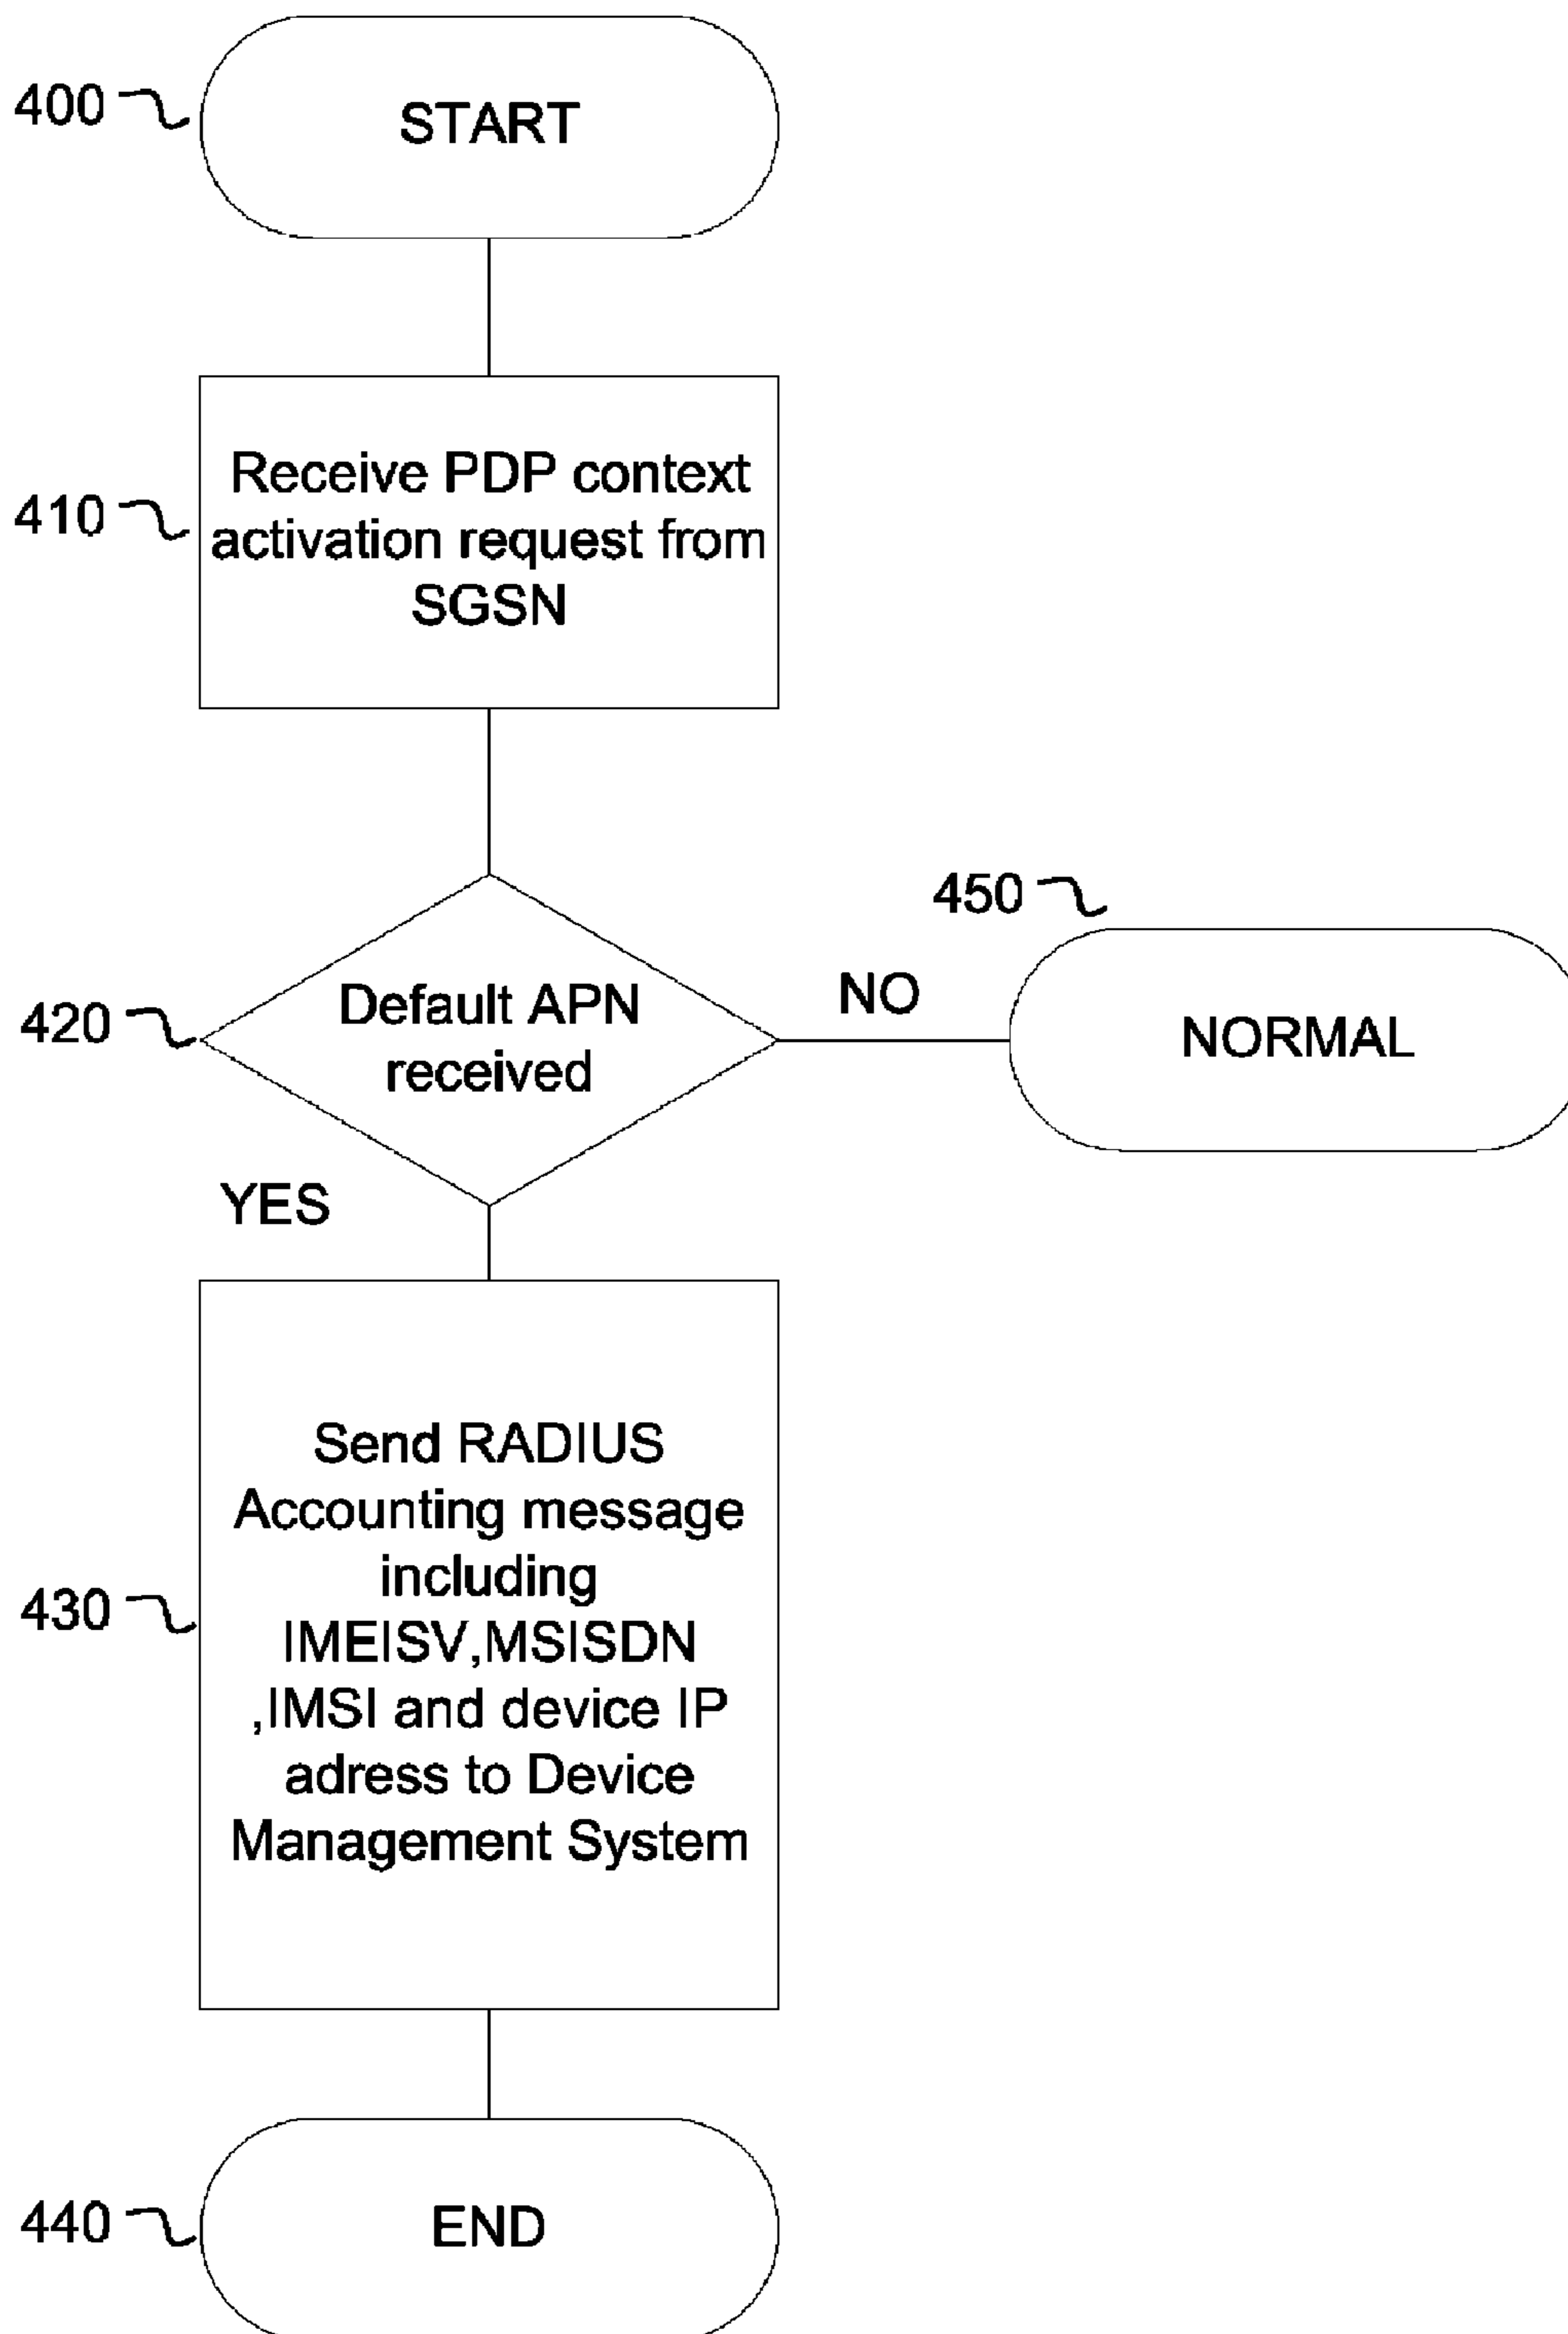 400
START
410
Receive PDP context
activation request from
SGSN
420
Default APN
received
NO
450
NORMAL
YES
430
Send RADIUS
Accounting message
including
IMEISV,MSISDN
,IMSI and device IP
adress to Device
Management System
440
END